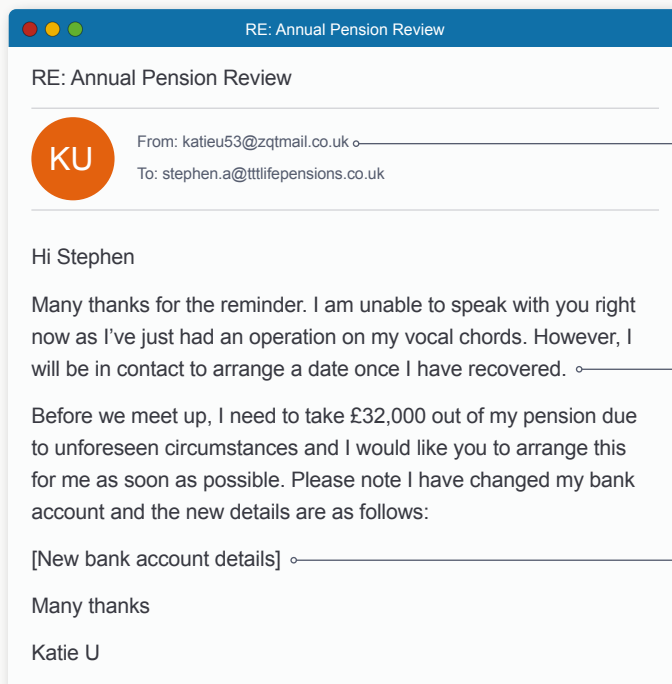 RE: Annual Pension Review
RE: Annual Pension Review
KU
From: katieu53@zqtmail.co.uk
To: stephen.a@tttlifepensions.co.uk
Hi Stephen
Many thanks for the reminder. I am unable to speak with you right
now as I’ve just had an operation on my vocal chords. However, I
will be in contact to arrange a date once I have recovered.
Before we meet up, I need to take £32,000 out of my pension due
to unforeseen circumstances and I would like you to arrange this
for me as soon as possible. Please note I have changed my bank
account and the new details are as follows:
[New bank account details]
Many thanks
Katie U